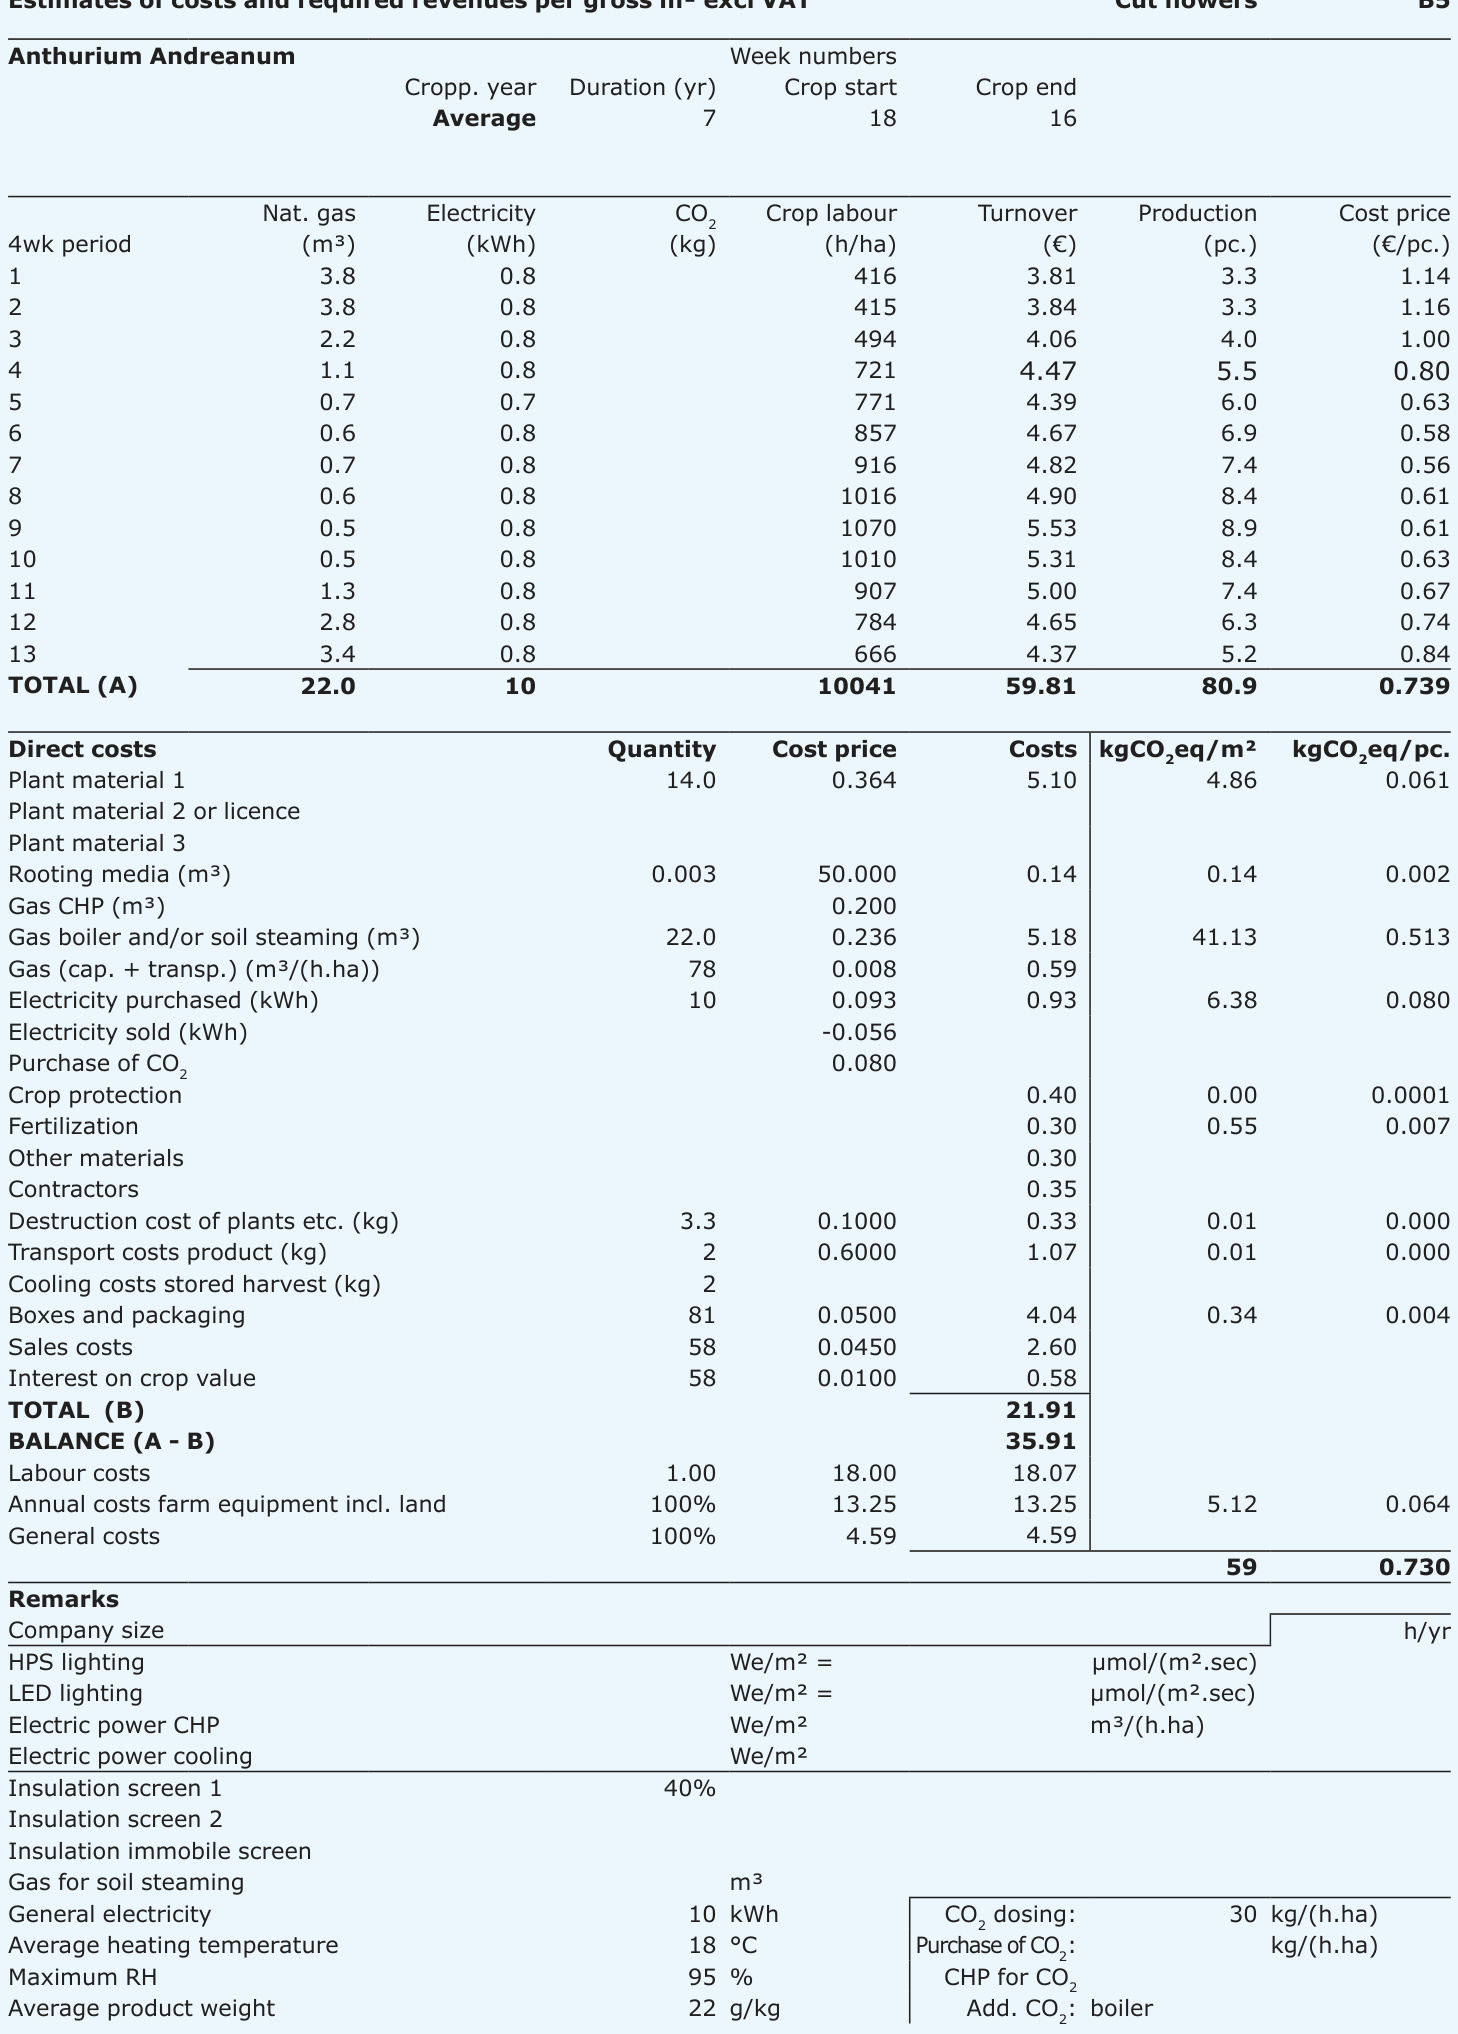 Estimates of costs and required revenues per gross m² excl VAT Cut flowers B5
Anthurium Andreanum Week numbers
Cropp. year Duration (yr) Crop start Crop end
Average 7 18 16
Nat. gas Electricity CO₂ Crop labour Turnover Production Cost price
4wk period (m³) (kWh) (kg) (h/ha) (€) (pc.) (€/pc.)
1 3.8 0.8 416 3.81 3.3 1.14
2 3.8 0.8 415 3.84 3.3 1.16
3 2.2 0.8 494 4.06 4.0 1.00
4 1.1 0.8 721 4.47 5.5 0.80
5 0.7 0.7 771 4.39 6.0 0.63
6 0.6 0.8 857 4.67 6.9 0.58
7 0.7 0.8 916 4.82 7.4 0.56
8 0.6 0.8 1016 4.90 8.4 0.61
9 0.5 0.8 1070 5.53 8.9 0.61
10 0.5 0.8 1010 5.31 8.4 0.63
11 1.3 0.8 907 5.00 7.4 0.67
12 2.8 0.8 784 4.65 6.3 0.74
13 3.4 0.8 666 4.37 5.2 0.84
TOTAL (A) 22.0 10 10041 59.81 80.9 0.739
Direct costs Quantity Cost price Costs kgCO₂eq/m² kgCO₂eq/pc.
Plant material 1 14.0 0.364 5.10 4.86 0.061
Plant material 2 or licence
Plant material 3
Rooting media (m³) 0.003 50.000 0.14 0.14 0.002
Gas CHP (m³) 0.200
Gas boiler and/or soil steaming (m³) 22.0 0.236 5.18 41.13 0.513
Gas (cap. + transp.) (m³/(h.ha)) 78 0.008 0.59
Electricity purchased (kWh) 10 0.093 0.93 6.38 0.080
Electricity sold (kWh) -0.056
Purchase of CO₂ 0.080
Crop protection 0.40 0.00 0.0001
Fertilization 0.30 0.55 0.007
Other materials 0.30
Contractors 0.35
Destruction cost of plants etc. (kg) 3.3 0.1000 0.33 0.01 0.000
Transport costs product (kg) 2 0.6000 1.07 0.01 0.000
Cooling costs stored harvest (kg) 2
Boxes and packaging 81 0.0500 4.04 0.34 0.004
Sales costs 58 0.0450 2.60
Interest on crop value 58 0.0100 0.58
TOTAL (B) 21.91
BALANCE (A - B) 35.91
Labour costs 1.00 18.00 18.07
Annual costs farm equipment incl. land 100% 13.25 13.25 5.12 0.064
General costs 100% 4.59 4.59
59 0.730
Remarks
Company size h/yr
HPS lighting We/m² = µmol/(m².sec)
LED lighting We/m² = µmol/(m².sec)
Electric power CHP We/m² m³/(h.ha)
Electric power cooling We/m²
Insulation screen 1 40%
Insulation screen 2
Insulation immobile screen
Gas for soil steaming m³
General electricity 10 kWh CO₂ dosing: 30 kg/(h.ha)
Average heating temperature 18 °C Purchase of CO₂: kg/(h.ha)
Maximum RH 95 % CHP for CO₂
Average product weight 22 g/kg Add. CO₂: boiler